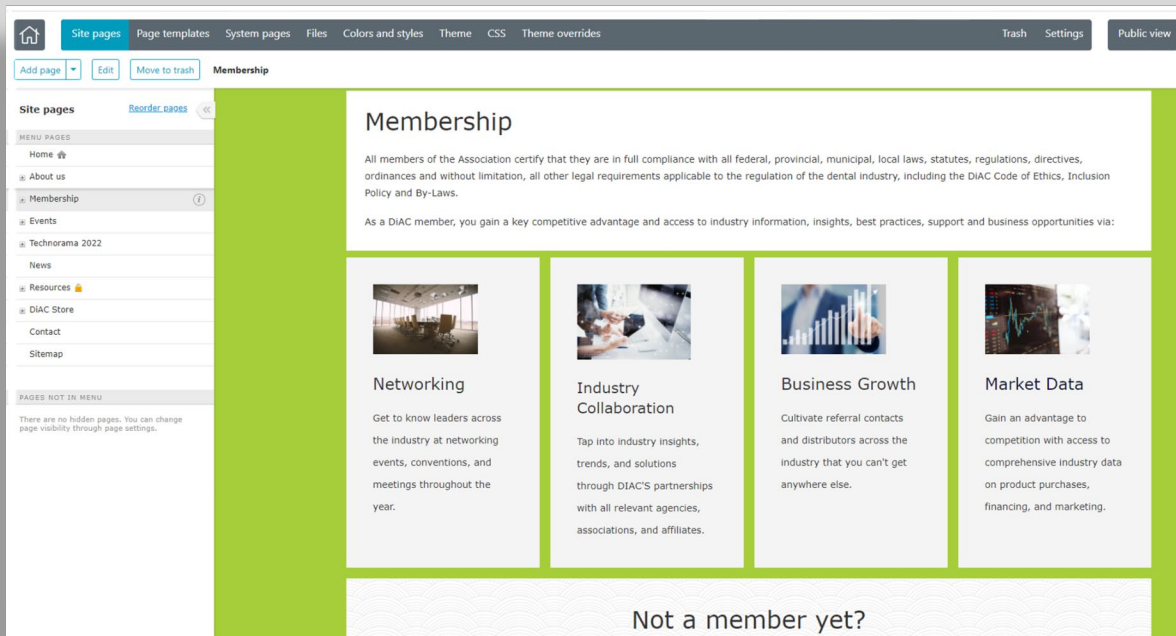 Site pages Page templates System pages Files Colors and styles Theme CSS Theme overrides Trash Settings Public view
Add page Edit Move to trash Membership
Site pages Reorder pages
MENU PAGES
Home
About us
Membership
Events
Technorama 2022
News
Resources
DiAC Store
Contact
Sitemap
PAGES NOT IN MENU
There are no hidden pages. You can change
page visibility through page settings.
Membership
All members of the Association certify that they are in full compliance with all federal, provincial, municipal, local laws, statutes, regulations, directives,
ordinances and without limitation, all other legal requirements applicable to the regulation of the dental industry, including the DiAC Code of Ethics, Inclusion
Policy and By-Laws.
As a DiAC member, you gain a key competitive advantage and access to industry information, insights, best practices, support and business opportunities via:
Networking
Get to know leaders across
the industry at networking
events, conventions, and
meetings throughout the
year.
Industry
Collaboration
Tap into industry insights,
trends, and solutions
through DIAC'S partnerships
with all relevant agencies,
associations, and affiliates.
Business Growth
Cultivate referral contacts
and distributors across the
industry that you can't get
anywhere else.
Market Data
Gain an advantage to
competition with access to
comprehensive industry data
on product purchases,
financing, and marketing.
Not a member yet?